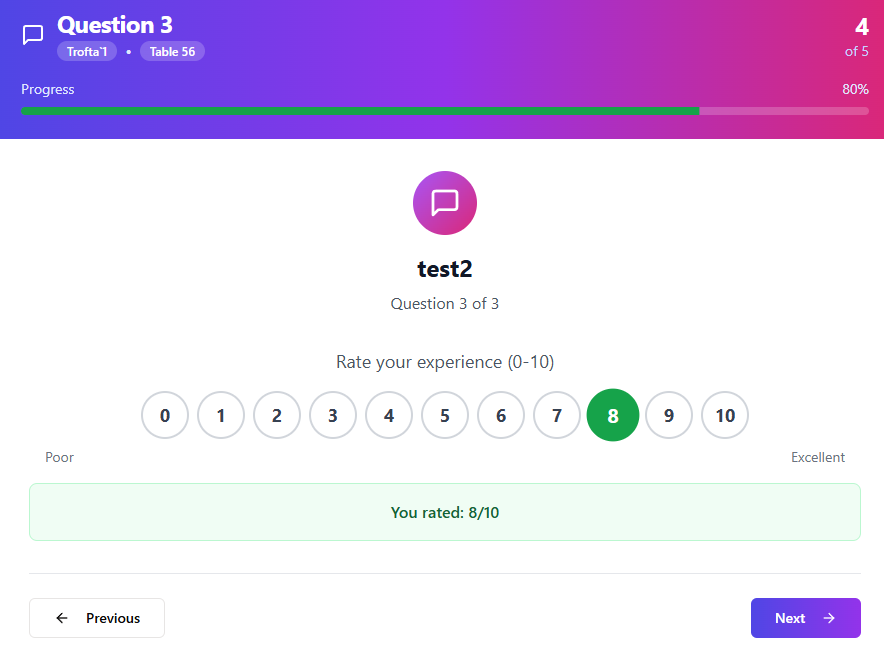 Question 3
Trofta`1 • Table 56
4
of 5
Progress
80%
test2
Question 3 of 3
Rate your experience (0-10)
0 1 2 3 4 5 6 7 8 9 10
Poor
Excellent
You rated: 8/10
← Previous
Next →